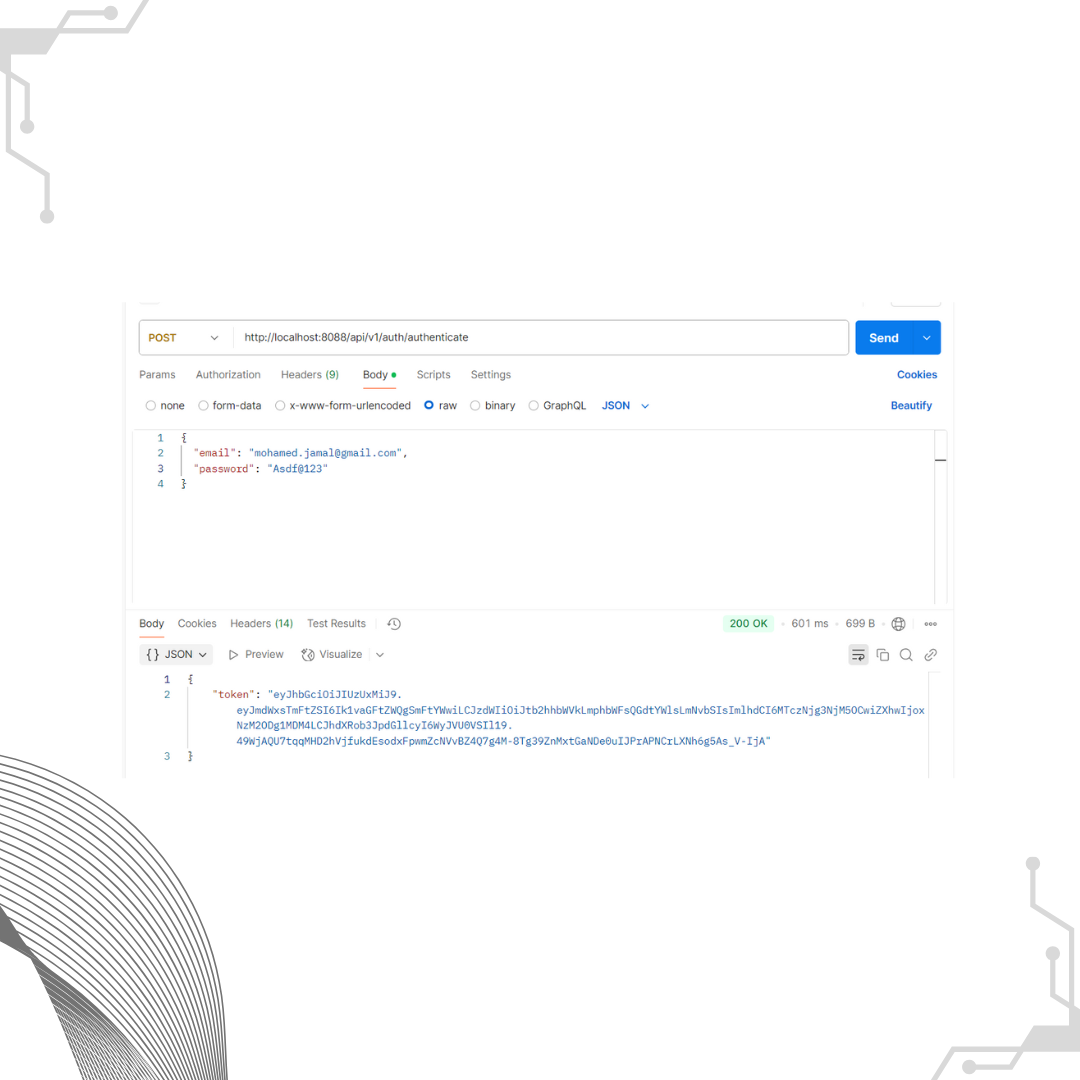 POST http://localhost:8088/api/v1/auth/authenticate Send
Params Authorization Headers (9) Body Scripts Settings Cookies
none form-data x-www-form-urlencoded raw binary GraphQL JSON Beautify
1 {
2 "email": "mohamed.jamal@gmail.com",
3 "password": "Asdf@123"
4 }
Body Cookies Headers (14) Test Results 200 OK 601 ms 699 B
{} JSON Preview Visualize
1 {
2 "token": "eyJhbGciOiJIUzUxMiJ9.
eyJmdWxsTmFtZSI6Ik1vaGFtZWQgSmFtYWwiLCJzdWIiOiJtb2hhbWVkLmphbWFsQGdtYWlsLmNvbSIsImlhdCI6MTczNjg3NjM5OCwiZXhwIjox
NzM2ODg1MDM4LCJhdXRob3JpdGllcyI6WyJVU0VSIl19.
49WjAQU7tqqMHD2hVjfukdEsodxFpwmZcNVvBZ4Q7g4M-8Tg39ZnMxtGaNDe0uIJPrAPNCrLXNh6g5As_V-IjA"
3 }